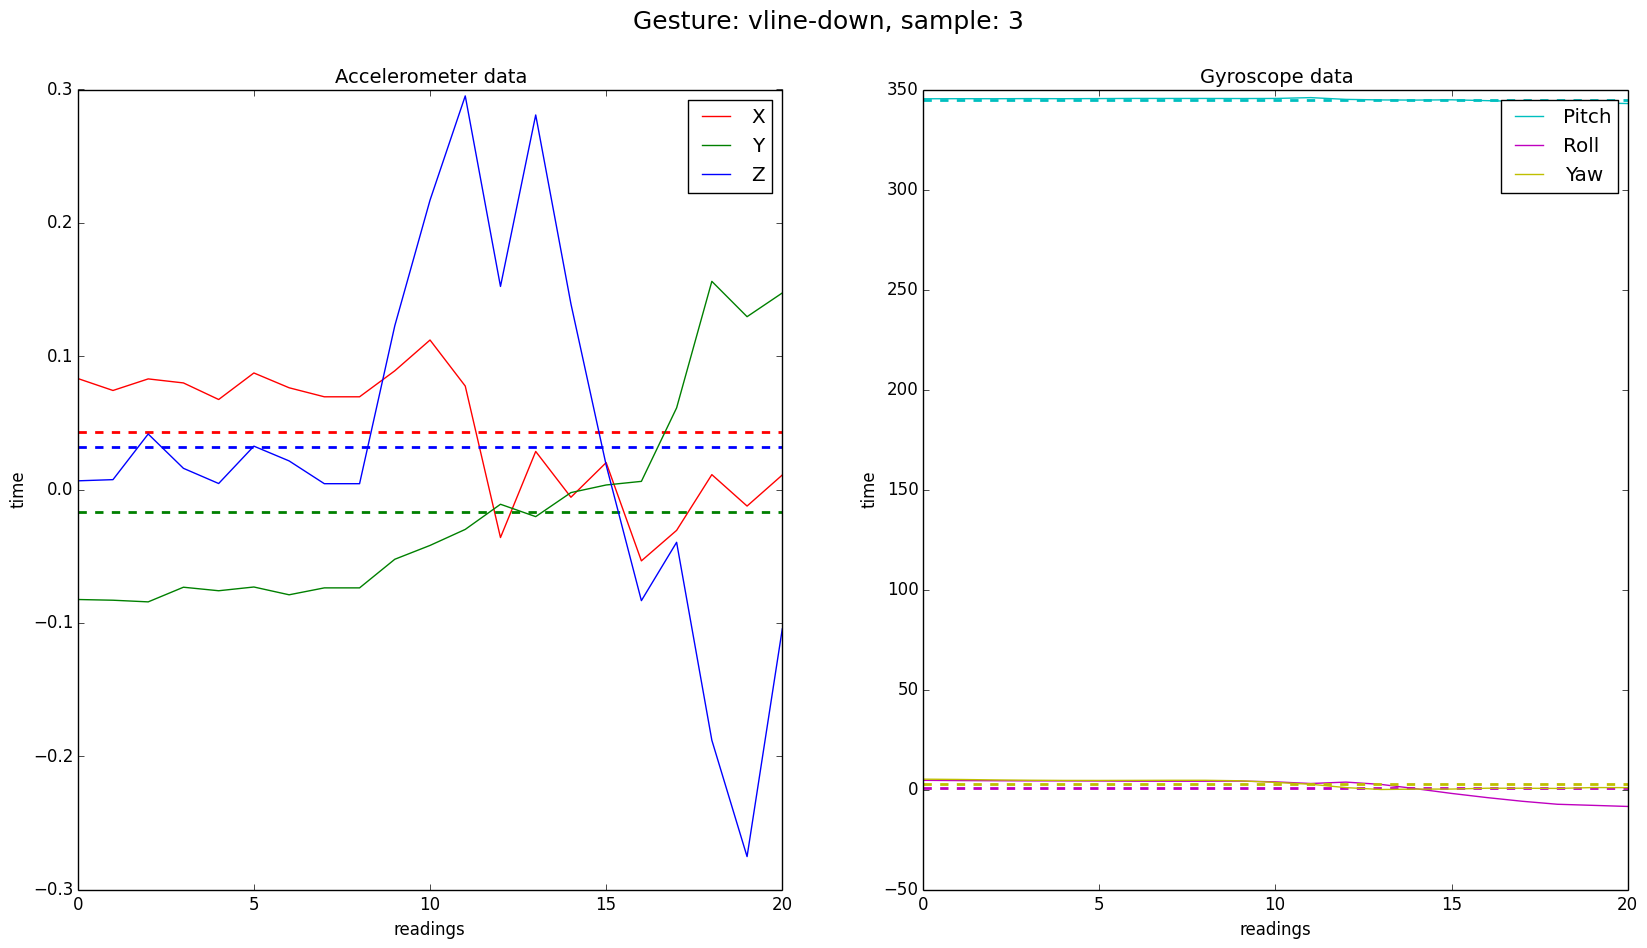 Gesture: vline-down, sample: 3
Accelerometer data
0.3
0.2
0.1
0.0
−0.1
−0.2
−0.3
time
0
5
10
15
20
readings
X
Y
Z
Gyroscope data
350
300
250
200
150
100
50
0
−50
time
0
5
10
15
20
readings
Pitch
Roll
Yaw